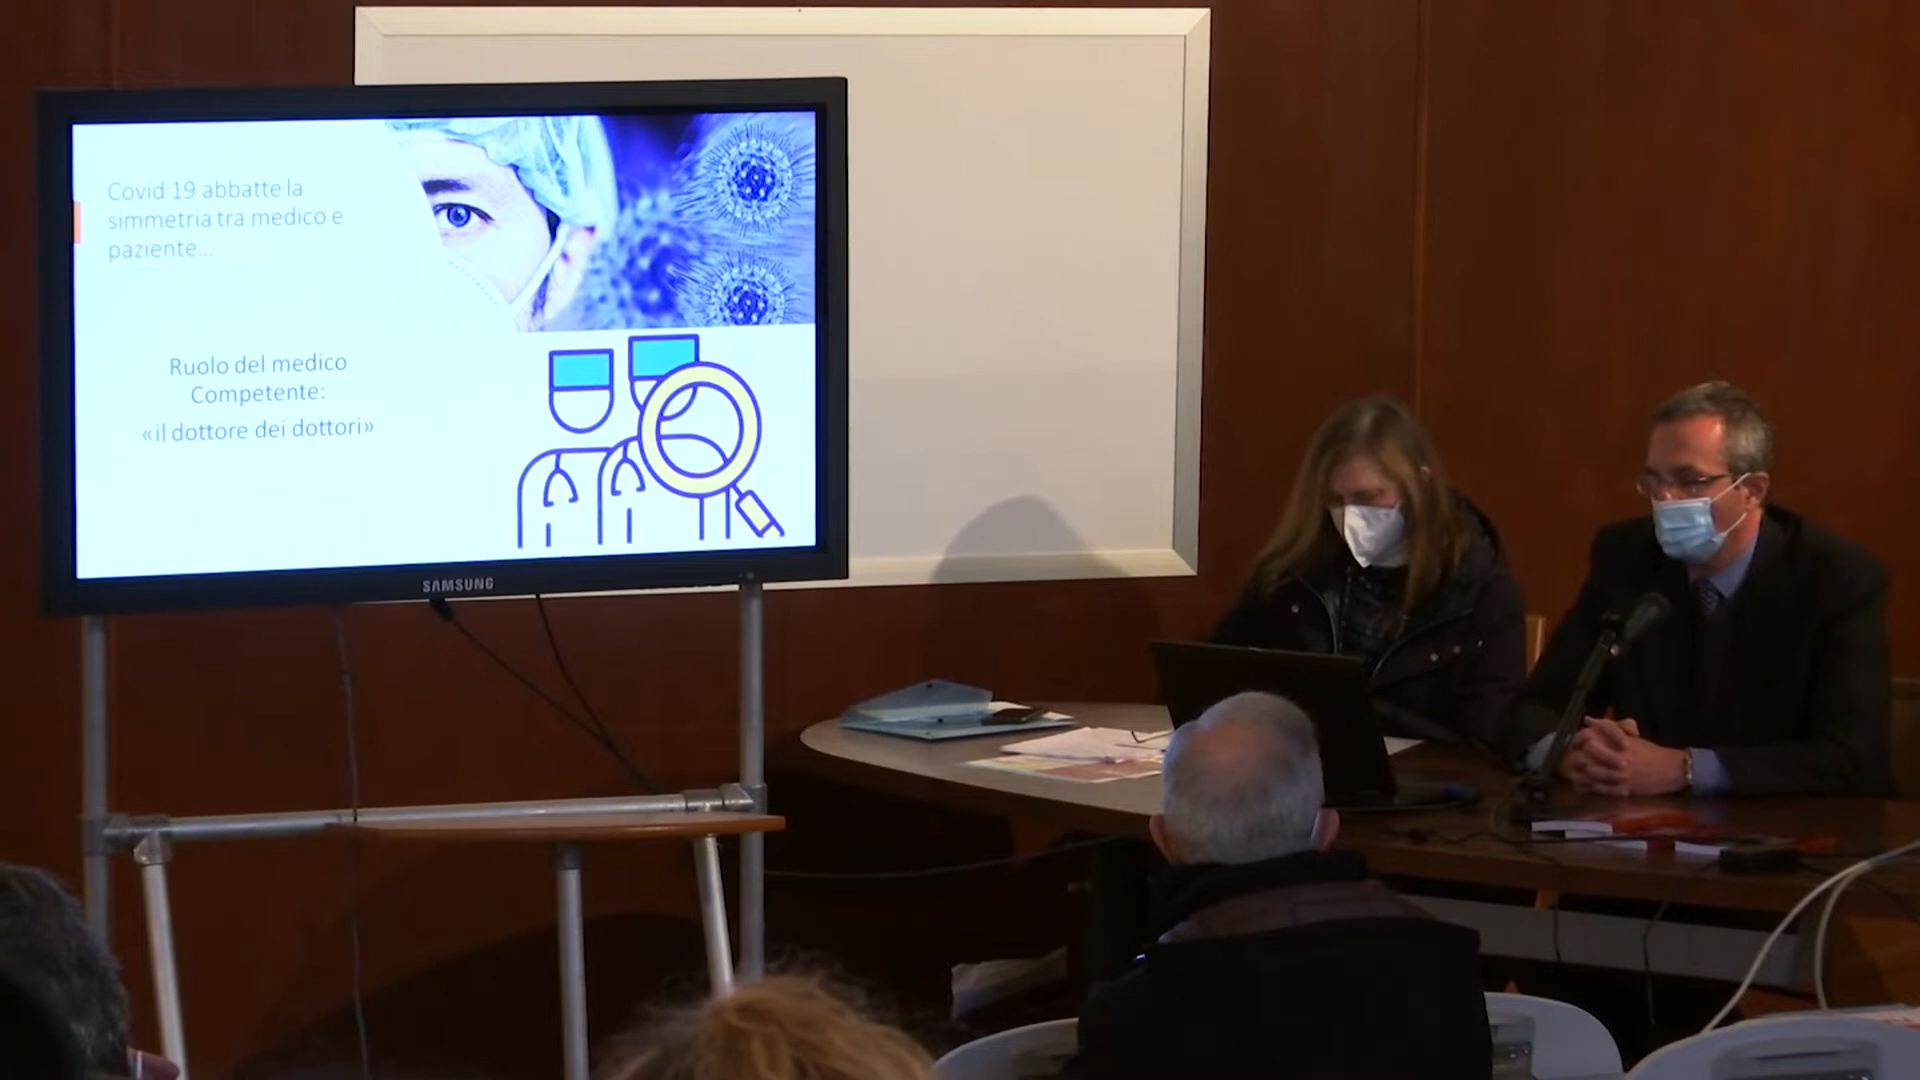 Covid 19 abbatte la
simmetria tra medico e
paziente...
Ruolo del medico
Competente:
«il dottore dei dottori»
SAMSUNG